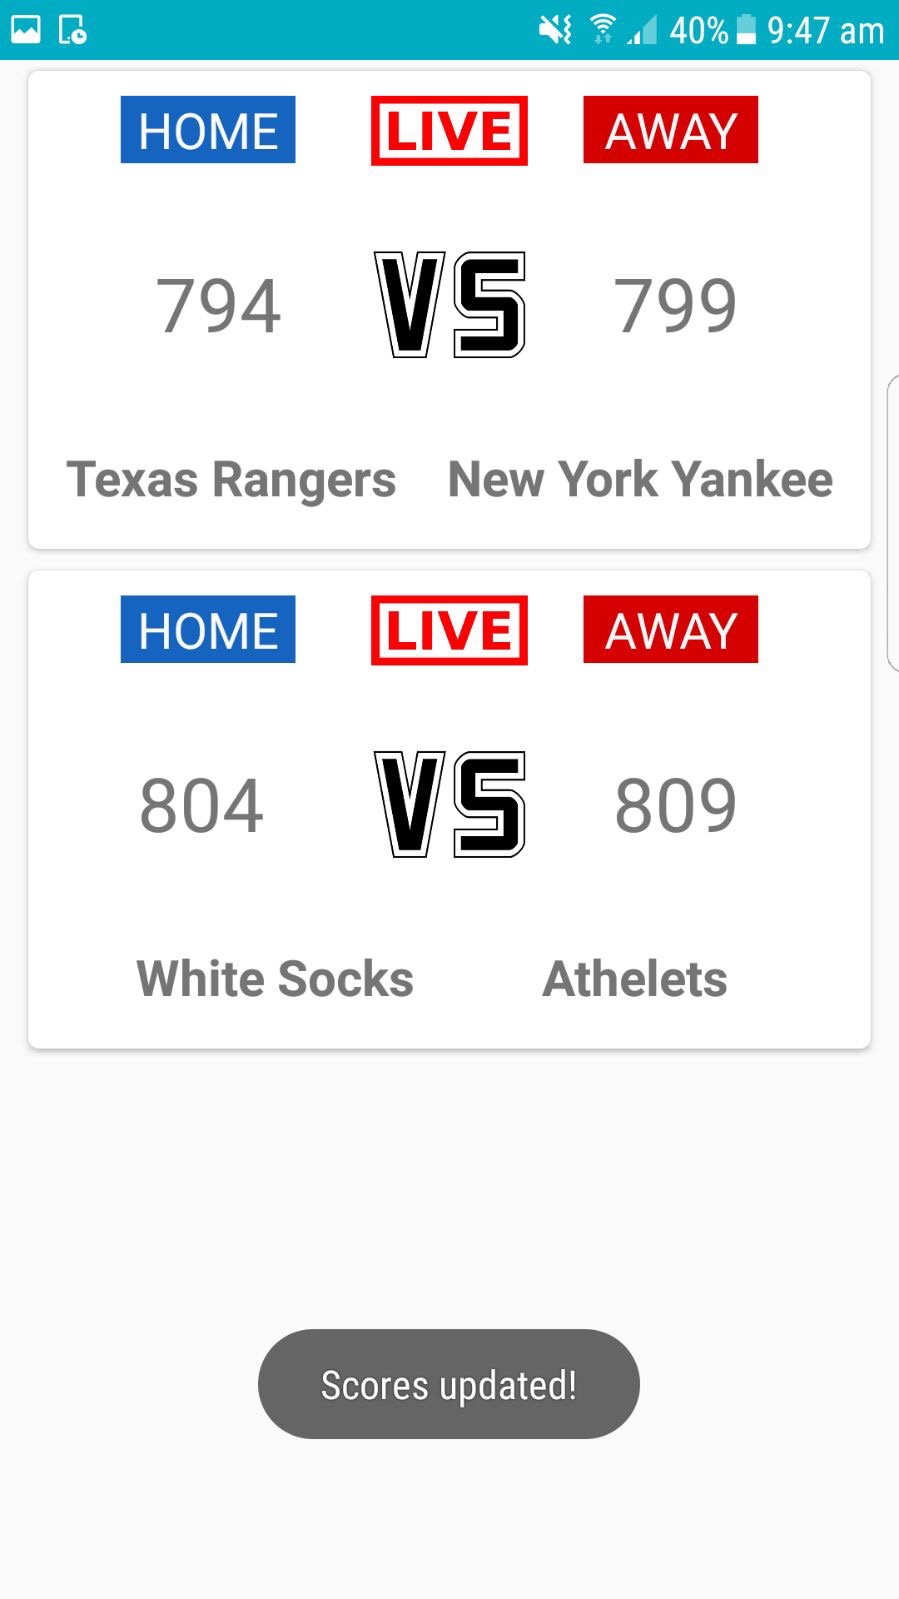 40% 9:47 am
HOME LIVE AWAY
794 VS 799
Texas Rangers New York Yankee
HOME LIVE AWAY
804 VS 809
White Socks Athelets
Scores updated!